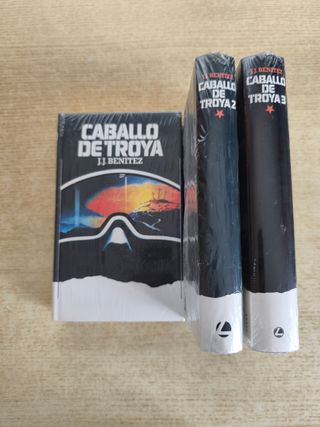 CABALLO
DE TROYA
J.J. BENITEZ
J.J. BENITEZ
CABALLO
DE
TROYA 2
J.J. BENITEZ
CABALLO
DE
TROYA 3